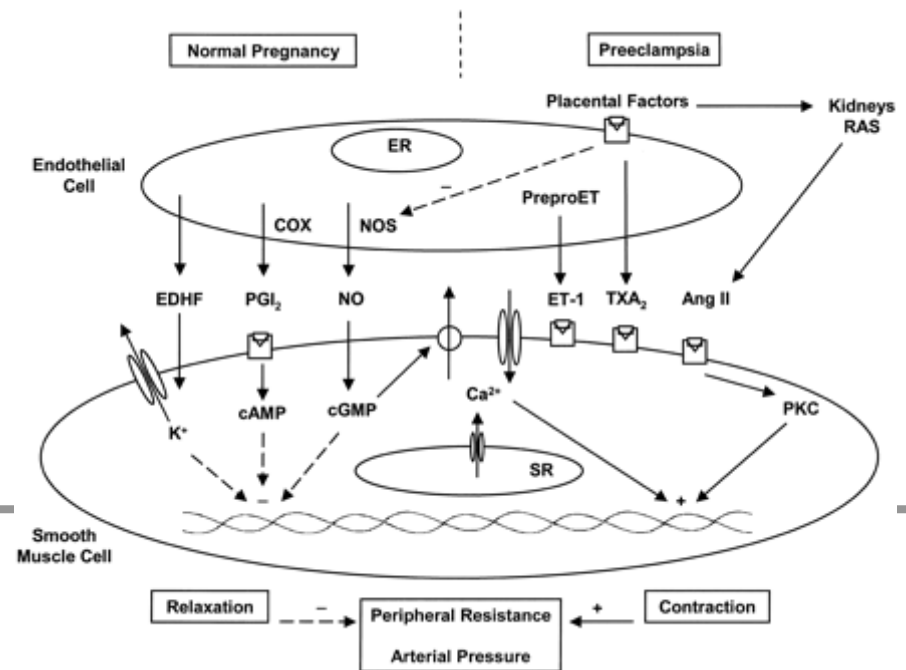 Normal Pregnancy
Preeclampsia
Placental Factors
Kidneys
RAS
ER
Endothelial
Cell
–
PreproET
COX
NOS
EDHF
PGI₂
NO
ET-1
TXA₂
Ang II
Ca²⁺
cAMP
cGMP
PKC
K⁺
SR
–
+
Smooth
Muscle Cell
Relaxation
–
Peripheral Resistance
Arterial Pressure
+
Contraction